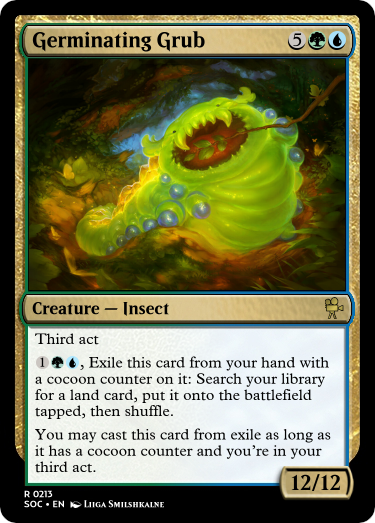 Germinating Grub 5
Creature — Insect
Third act
1, Exile this card from your hand with
a cocoon counter on it: Search your library
for a land card, put it onto the battlefield
tapped, then shuffle.
You may cast this card from exile as long as
it has a cocoon counter and you're in your
third act.
12/12
R 0213
SOC • EN Liiga Smilshkalne